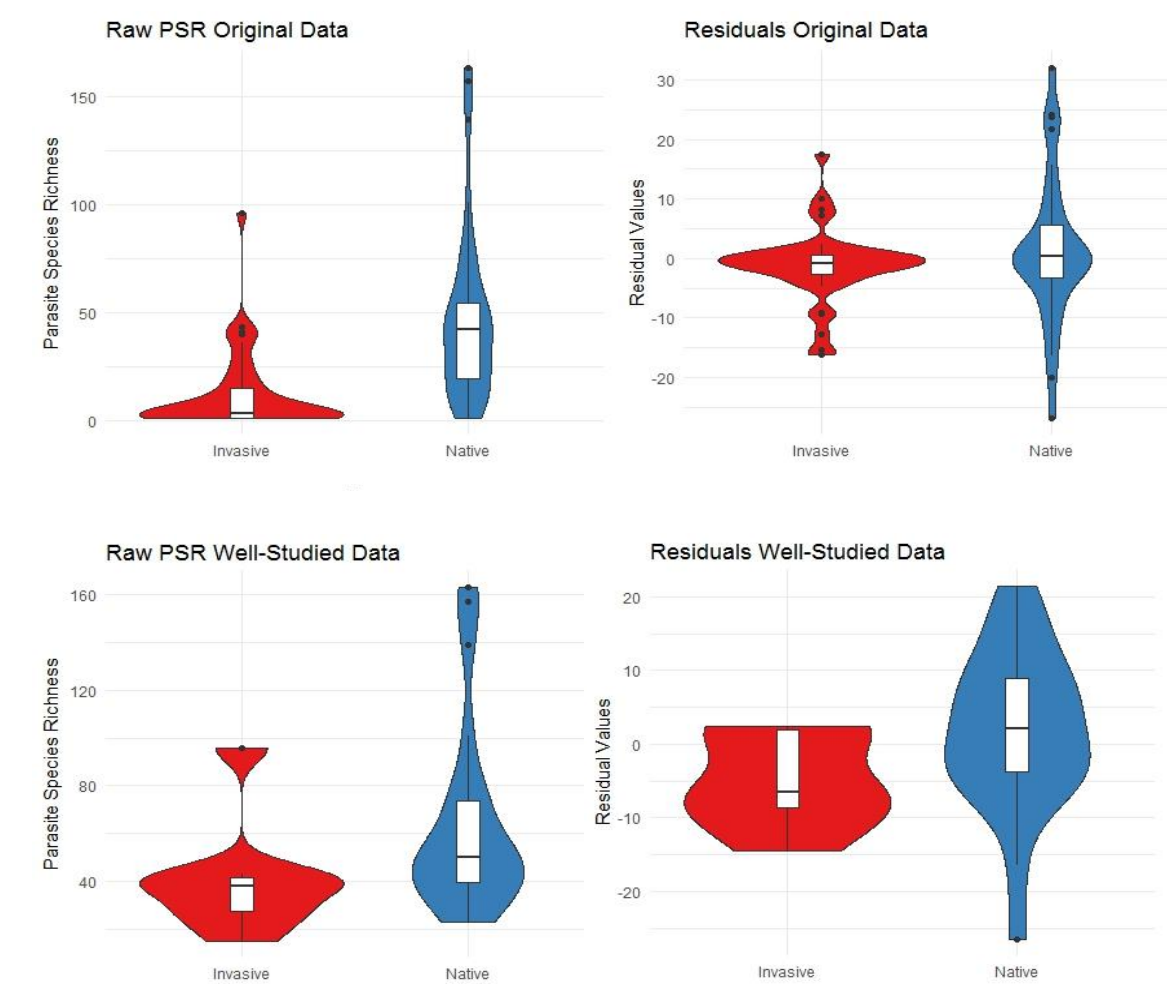 Raw PSR Original Data
Parasite Species Richness
150
100
50
0
Invasive
Native
Residuals Original Data
Residual Values
30
20
10
0
-10
-20
Invasive
Native
Raw PSR Well-Studied Data
Parasite Species Richness
160
120
80
40
Invasive
Native
Residuals Well-Studied Data
Residual Values
20
10
0
-10
-20
Invasive
Native